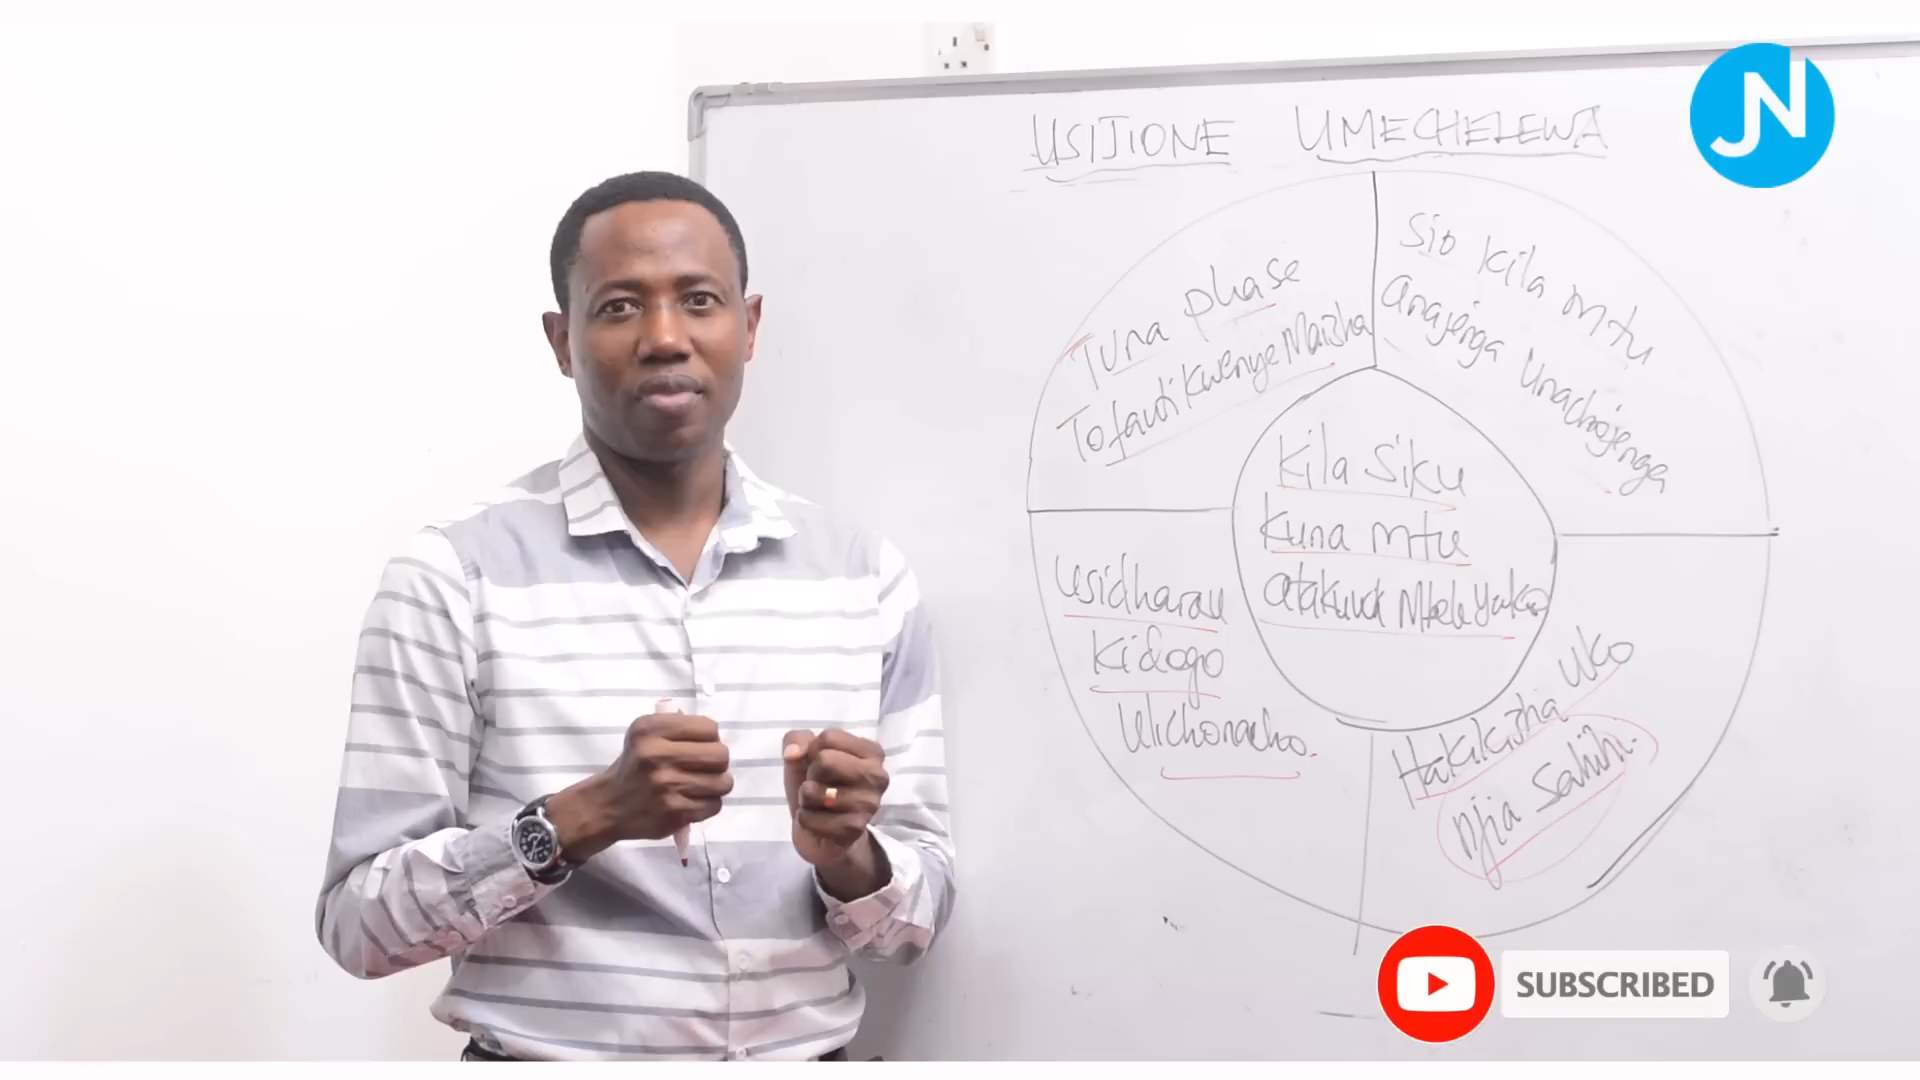 USIJIONE UMECHELEWA
JN
Tuna phase
Tofauti Kwenye Maisha
Sio kila mtu
anajenga Unachojenga
Kila Siku
Kuna mtu
atakuwa Mbele Yako
Usidharau
Kidogo
Ulichonacho.
Hakikisha Uko
Njia Sahihi.
SUBSCRIBED